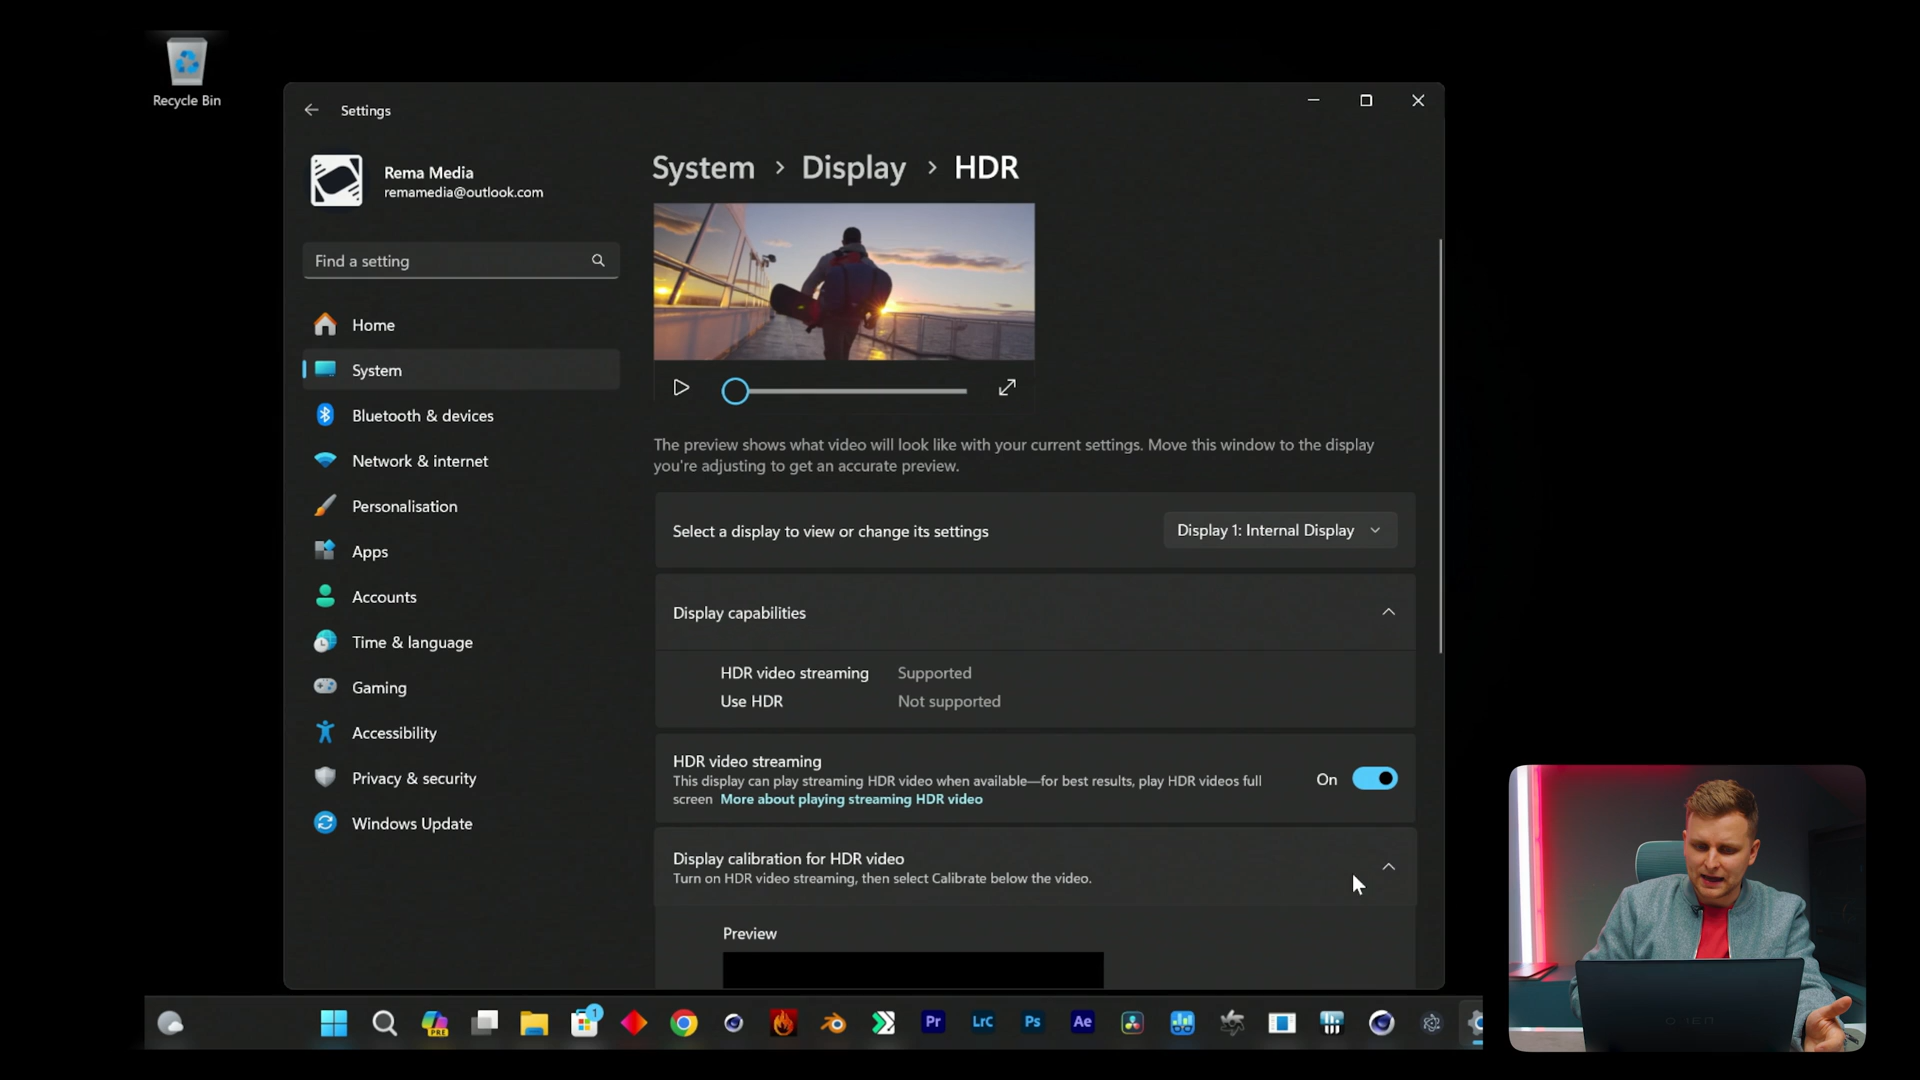 Recycle Bin
Settings
Rema Media
remamedia@outlook.com
Find a setting
Home
System
Bluetooth & devices
Network & internet
Personalisation
Apps
Accounts
Time & language
Gaming
Accessibility
Privacy & security
Windows Update
System > Display > HDR
The preview shows what video will look like with your current settings. Move this window to the display
you're adjusting to get an accurate preview.
Select a display to view or change its settings
Display 1: Internal Display
Display capabilities
HDR video streaming Supported
Use HDR Not supported
HDR video streaming
This display can play streaming HDR video when available—for best results, play HDR videos full
screen More about playing streaming HDR video
On
Display calibration for HDR video
Turn on HDR video streaming, then select Calibrate below the video.
Preview
PRE
1
Pr
LrC
Ps
Ae
OMEN